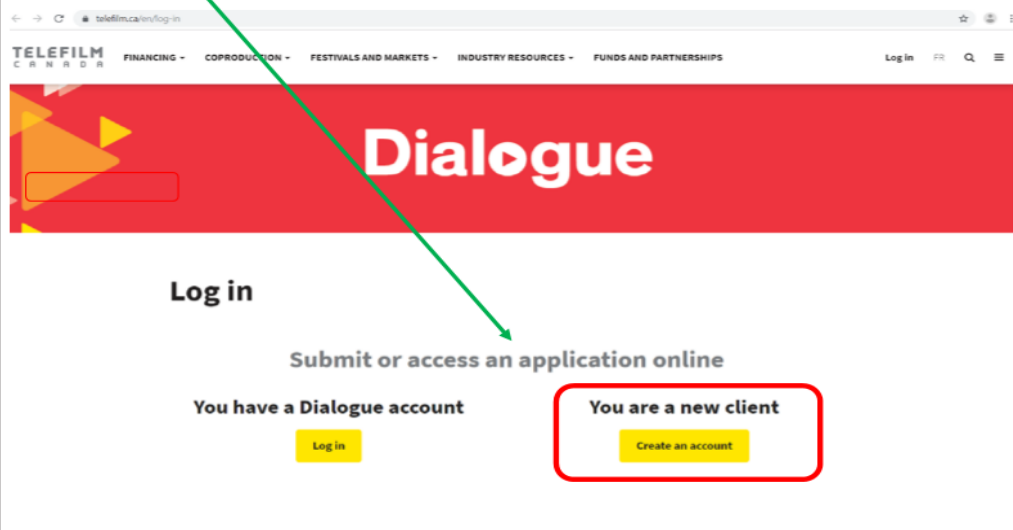 telefilm.ca/en/log-in
TELEFILM
CANADA
FINANCING COPRODUCTION FESTIVALS AND MARKETS INDUSTRY RESOURCES FUNDS AND PARTNERSHIPS Log in FR
Dialogue
Log in
Submit or access an application online
You have a Dialogue account You are a new client
Log in Create an account